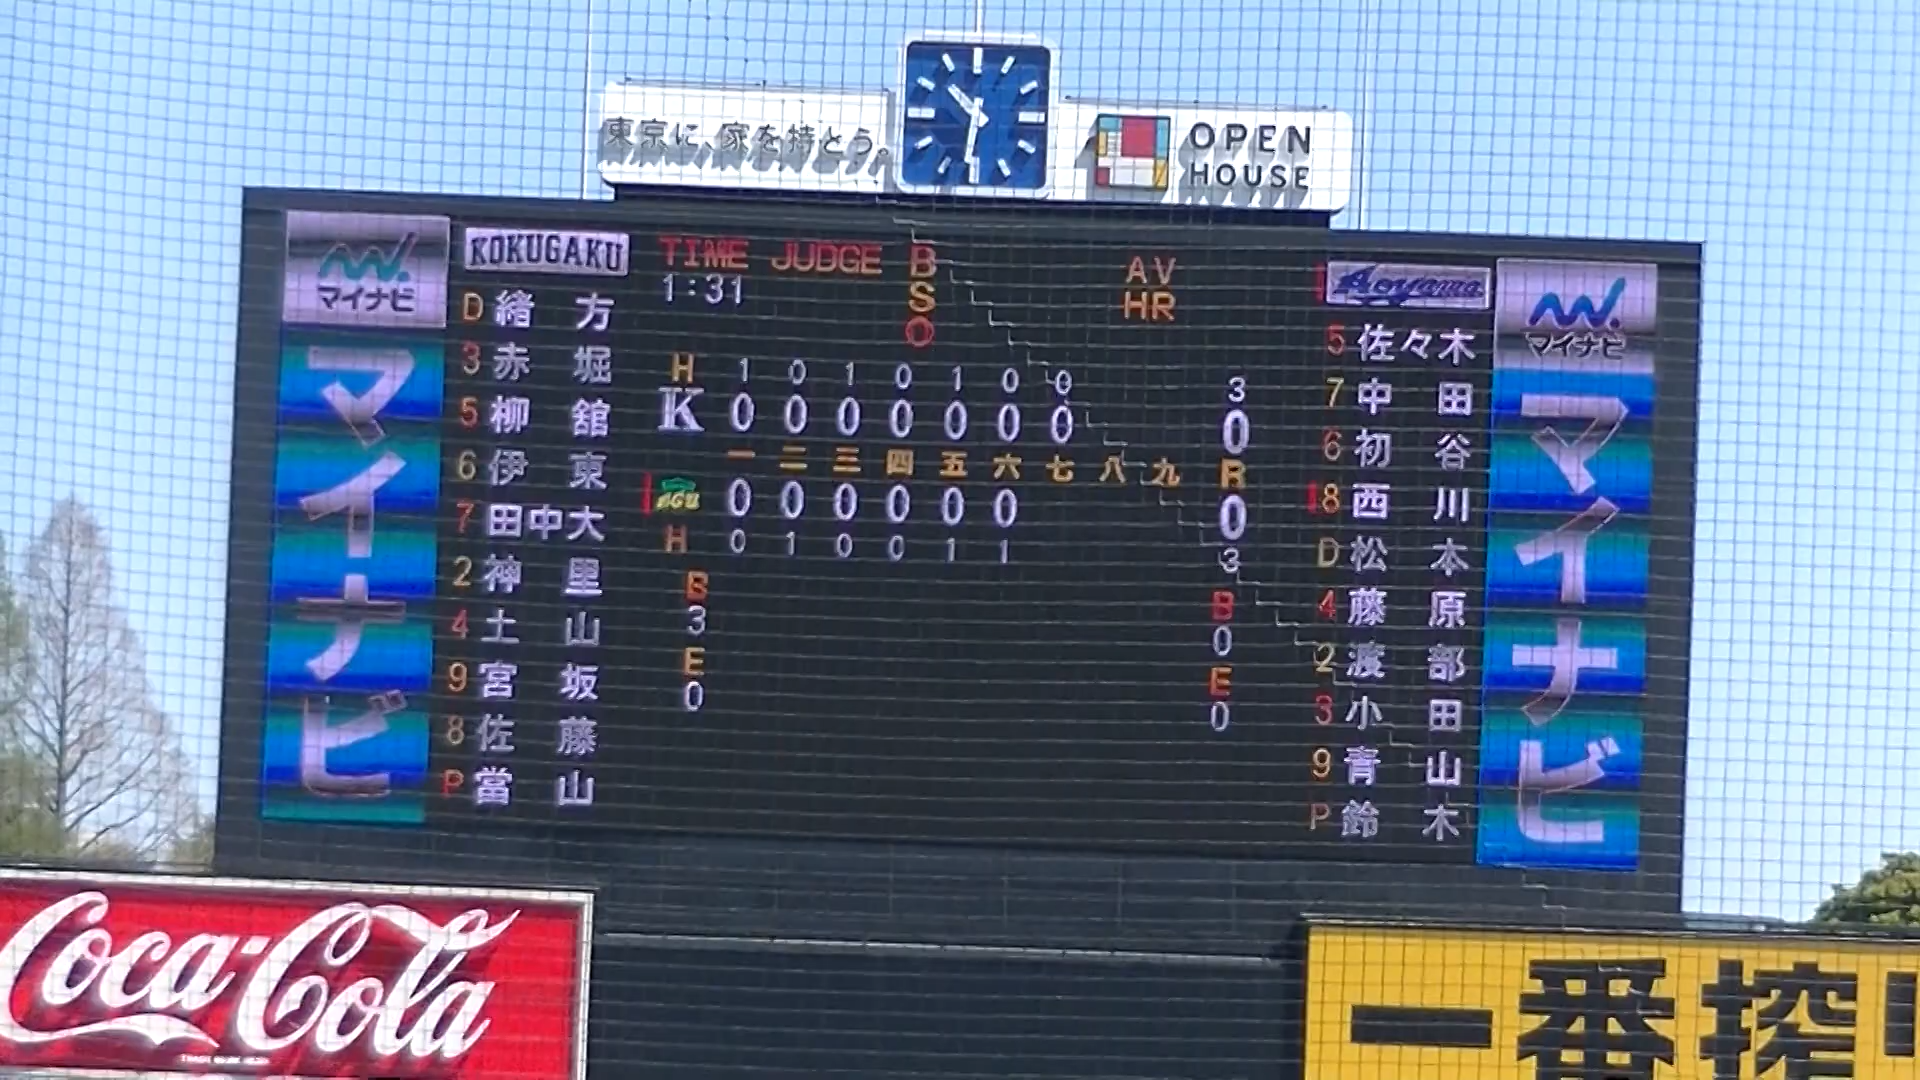 東京に、家を持とう。
OPEN
HOUSE
マイナビ
マイナビ
KOKUGAKU
D 緒方
3 赤堀
5 柳舘
6 伊東
7 田中大
2 神里
4 土山
9 宮坂
8 佐藤
P 當山
TIME JUDGE
1:31
B
S
O
AV
HR
H 1 0 1 0 1 0 0 3
K 0 0 0 0 0 0 0 0
一 二 三 四 五 六 七 八 九 R
AGU 0 0 0 0 0 0 0
H 0 1 0 0 1 1 3
B
3
E
0
B
0
E
0
Aoyama
5 佐々木
7 中田
6 初谷
8 西川
D 松本
4 藤原
2 渡部
3 小田
9 青山
P 鈴木
マイナビ
マイナビ
Coca-Cola
一番搾り